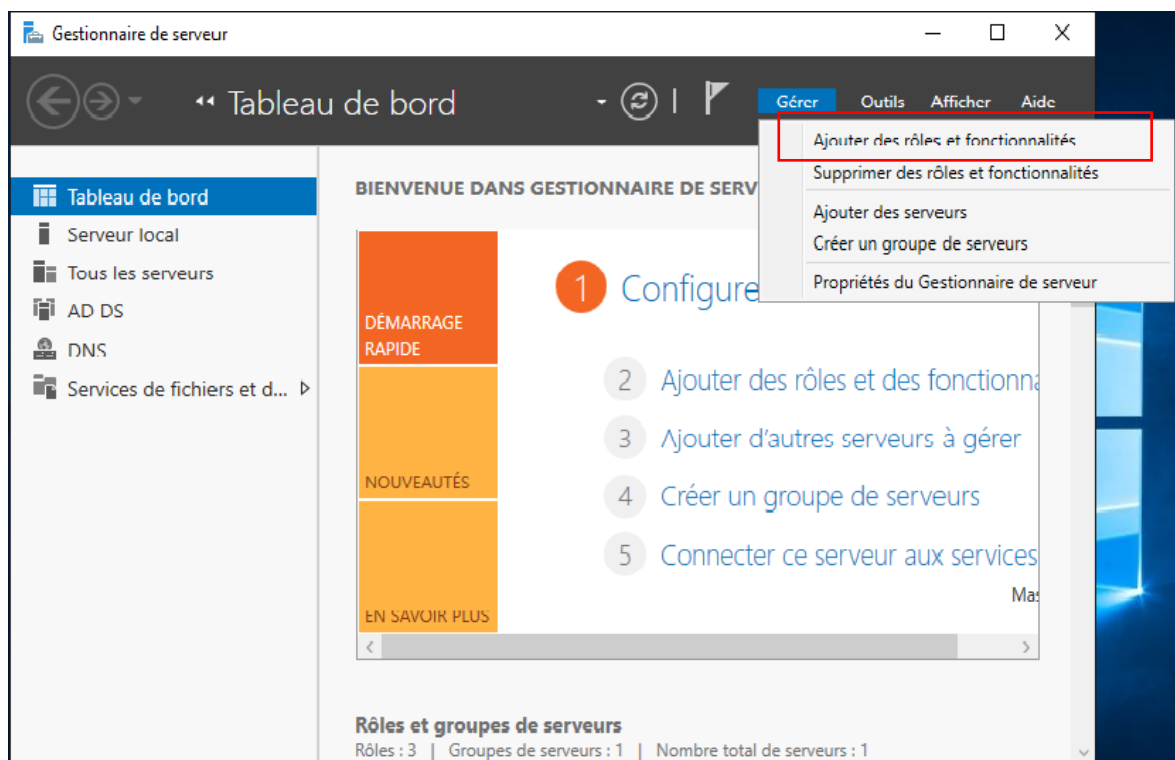 Gestionnaire de serveur
Tableau de bord
Gérer Outils Afficher Aide
Ajouter des rôles et fonctionnalités
Supprimer des rôles et fonctionnalités
Ajouter des serveurs
Créer un groupe de serveurs
Propriétés du Gestionnaire de serveur
Tableau de bord
Serveur local
Tous les serveurs
AD DS
DNS
Services de fichiers et d...
BIENVENUE DANS GESTIONNAIRE DE SERV
DÉMARRAGE
RAPIDE
NOUVEAUTÉS
EN SAVOIR PLUS
1 Configure
2 Ajouter des rôles et des fonctionna
3 Ajouter d'autres serveurs à gérer
4 Créer un groupe de serveurs
5 Connecter ce serveur aux services
Mas
Rôles et groupes de serveurs
Rôles : 3 | Groupes de serveurs : 1 | Nombre total de serveurs : 1